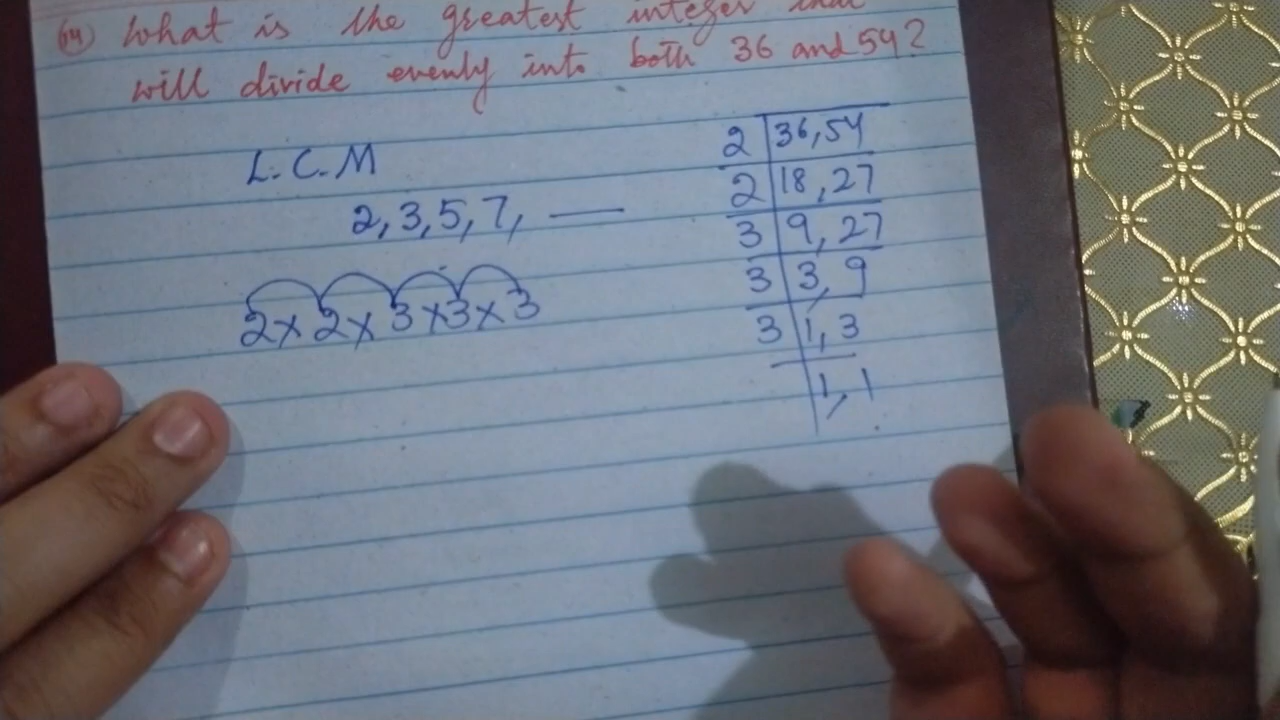 14 What is the greatest integer that
will divide evenly into both 36 and 54?
L.C.M
2, 3, 5, 7, —
2 x 2 x 3 x 3 x 3
2 36, 54
2 18, 27
3 9, 27
3 3, 9
3 1, 3
1, 1